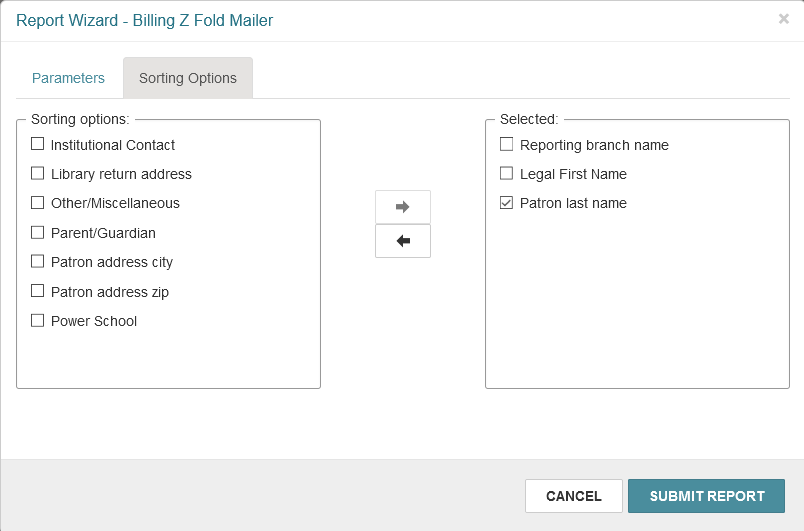 Report Wizard - Billing Z Fold Mailer
×
Parameters
Sorting Options
Sorting options:
Institutional Contact
Library return address
Other/Miscellaneous
Parent/Guardian
Patron address city
Patron address zip
Power School
Selected:
Reporting branch name
Legal First Name
Patron last name
CANCEL
SUBMIT REPORT